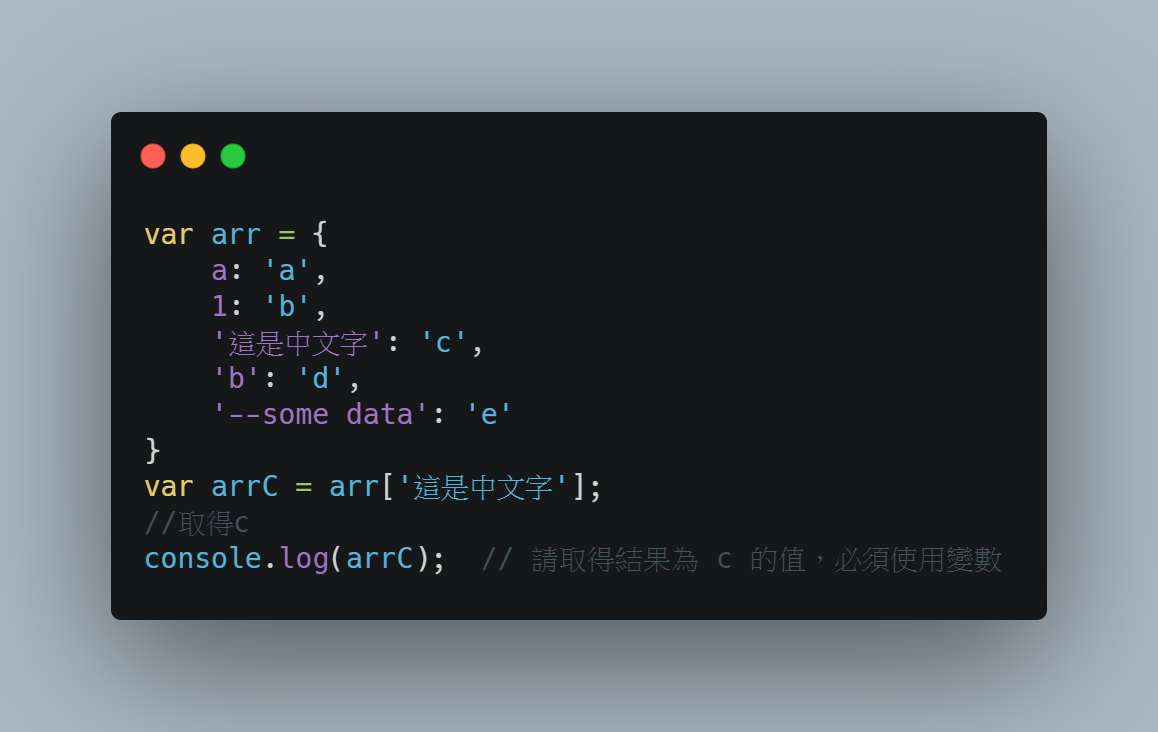 var arr = {
    a: 'a',
    1: 'b',
    '這是中文字': 'c',
    'b': 'd',
    '--some data': 'e'
}
var arrC = arr['這是中文字'];
//取得c
console.log(arrC);  // 請取得結果為 c 的值，必須使用變數